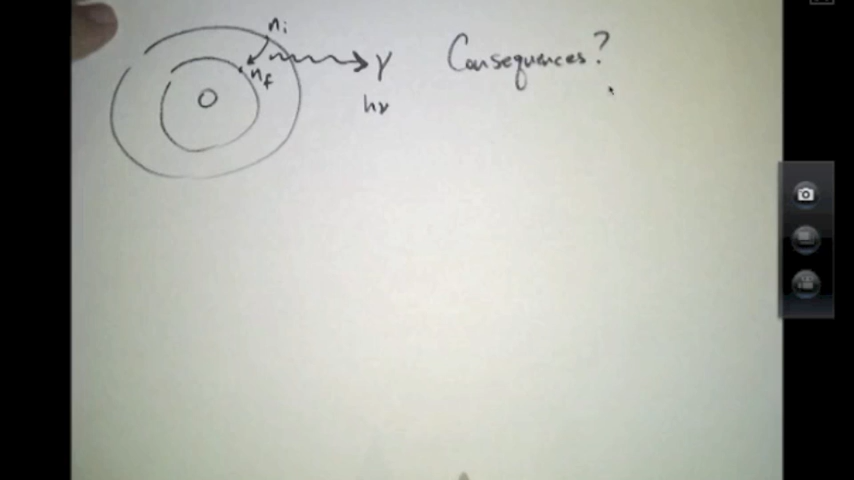 nᵢ
n_f
γ
hν
Consequences?